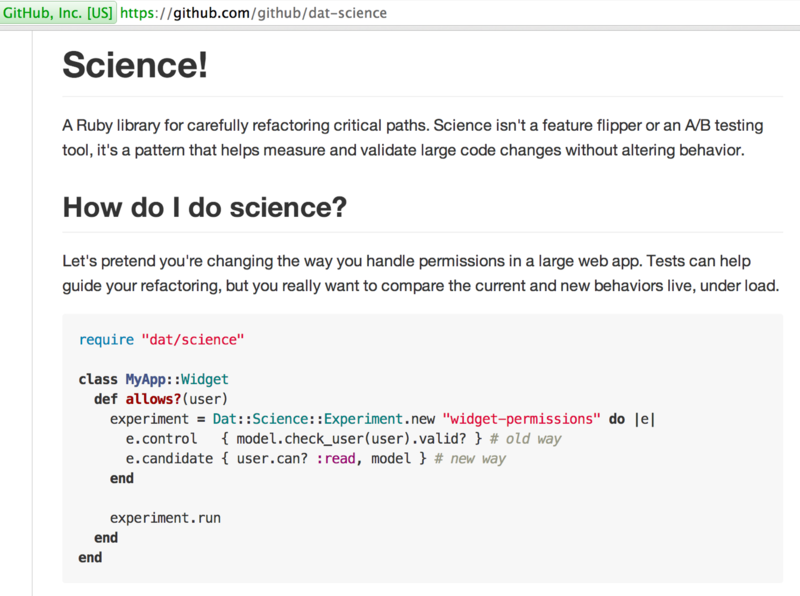 GitHub, Inc. [US] https://github.com/github/dat-science
Science!
A Ruby library for carefully refactoring critical paths. Science isn't a feature flipper or an A/B testing
tool, it's a pattern that helps measure and validate large code changes without altering behavior.
How do I do science?
Let's pretend you're changing the way you handle permissions in a large web app. Tests can help
guide your refactoring, but you really want to compare the current and new behaviors live, under load.
require "dat/science"
class MyApp::Widget
  def allows?(user)
    experiment = Dat::Science::Experiment.new "widget-permissions" do |e|
      e.control   { model.check_user(user).valid? } # old way
      e.candidate { user.can? :read, model } # new way
    end
    experiment.run
  end
end